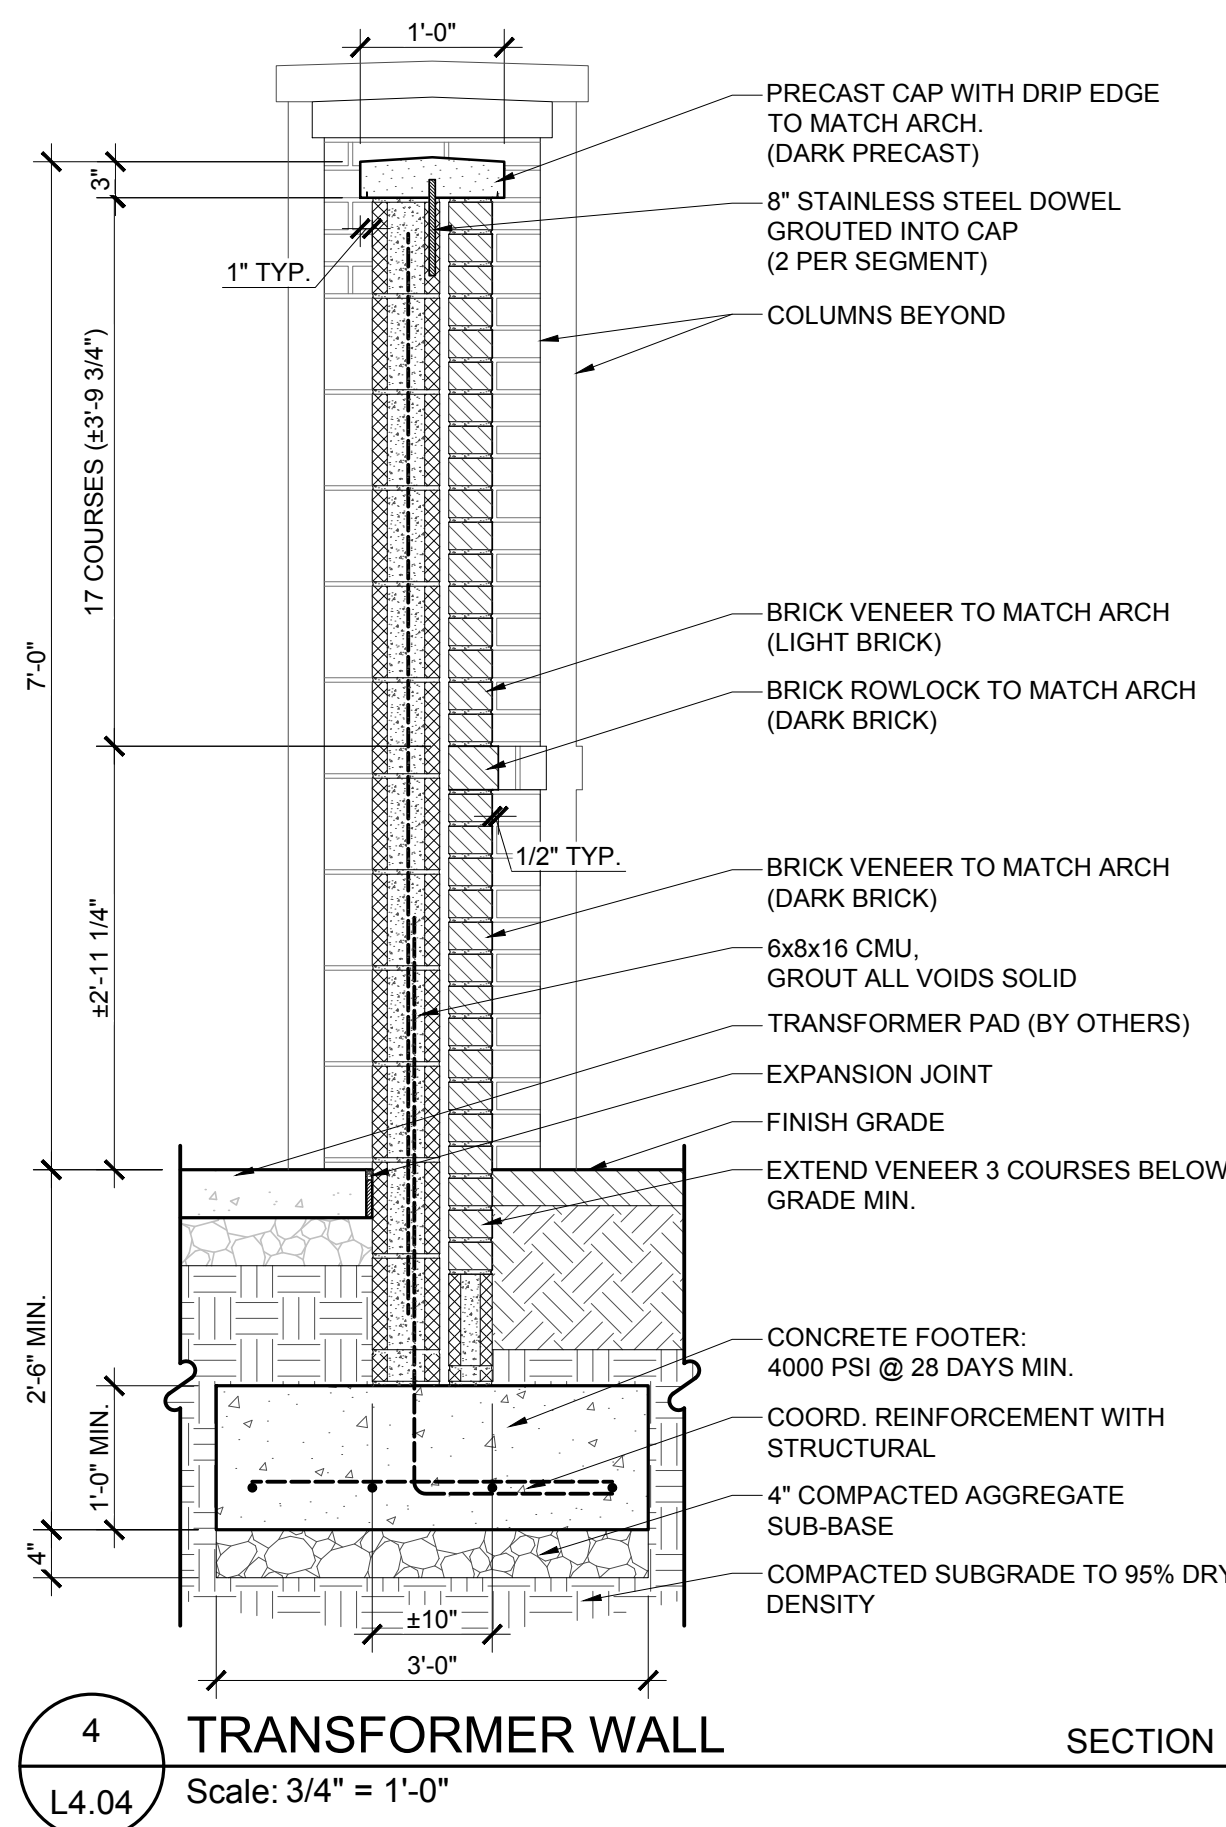 1'-0"
PRECAST CAP WITH DRIP EDGE
TO MATCH ARCH.
(DARK PRECAST)
3"
8" STAINLESS STEEL DOWEL
GROUTED INTO CAP
(2 PER SEGMENT)
1" TYP.
COLUMNS BEYOND
17 COURSES (±3'-9 3/4")
7'-0"
BRICK VENEER TO MATCH ARCH
(LIGHT BRICK)
BRICK ROWLOCK TO MATCH ARCH
(DARK BRICK)
1/2" TYP.
BRICK VENEER TO MATCH ARCH
(DARK BRICK)
±2'-11 1/4"
6x8x16 CMU,
GROUT ALL VOIDS SOLID
TRANSFORMER PAD (BY OTHERS)
EXPANSION JOINT
FINISH GRADE
EXTEND VENEER 3 COURSES BELOW
GRADE MIN.
2'-6" MIN.
CONCRETE FOOTER:
4000 PSI @ 28 DAYS MIN.
1'-0" MIN.
COORD. REINFORCEMENT WITH
STRUCTURAL
4" COMPACTED AGGREGATE
SUB-BASE
4"
COMPACTED SUBGRADE TO 95% DRY
DENSITY
±10"
3'-0"
4
L4.04
TRANSFORMER WALL
SECTION
Scale: 3/4" = 1'-0"